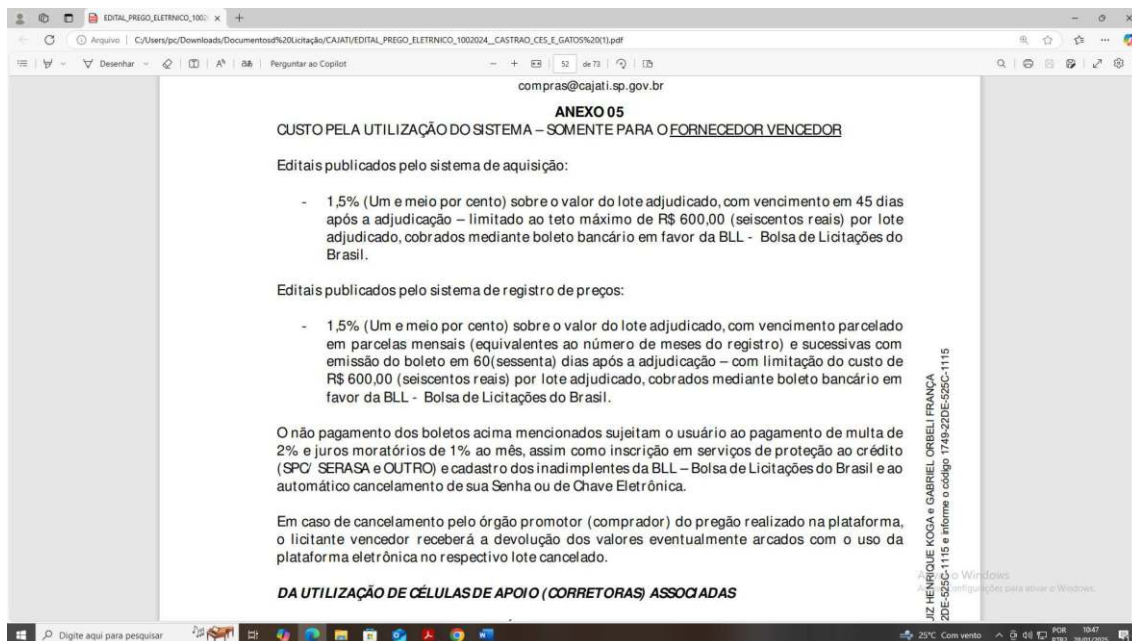 EDITAL_PREGO_ELETRNICO_1002
Arquivo | C:/Users/pc/Downloads/Documentosd%20Licitação/CAJATI/EDITAL_PREGO_ELETRNICO_1002024__CASTRAO_CES_E_GATOS%20(1).pdf
Desenhar
Perguntar ao Copilot
52 de 73
compras@cajati.sp.gov.br
ANEXO 05
CUSTO PELA UTILIZAÇÃO DO SISTEMA – SOMENTE PARA O FORNECEDOR VENCEDOR
Editais publicados pelo sistema de aquisição:
- 1,5% (Um e meio por cento) sobre o valor do lote adjudicado, com vencimento em 45 dias
após a adjudicação – limitado ao teto máximo de R$ 600,00 (seiscentos reais) por lote
adjudicado, cobrados mediante boleto bancário em favor da BLL - Bolsa de Licitações do
Brasil.
Editais publicados pelo sistema de registro de preços:
- 1,5% (Um e meio por cento) sobre o valor do lote adjudicado, com vencimento parcelado
em parcelas mensais (equivalentes ao número de meses do registro) e sucessivas com
emissão do boleto em 60(sessenta) dias após a adjudicação – com limitação do custo de
R$ 600,00 (seiscentos reais) por lote adjudicado, cobrados mediante boleto bancário em
favor da BLL - Bolsa de Licitações do Brasil.
O não pagamento dos boletos acima mencionados sujeitam o usuário ao pagamento de multa de
2% e juros moratórios de 1% ao mês, assim como inscrição em serviços de proteção ao crédito
(SPC/ SERASA e OUTRO) e cadastro dos inadimplentes da BLL – Bolsa de Licitações do Brasil e ao
automático cancelamento de sua Senha ou de Chave Eletrônica.
Em caso de cancelamento pelo órgão promotor (comprador) do pregão realizado na plataforma,
o licitante vencedor receberá a devolução dos valores eventualmente arcados com o uso da
plataforma eletrônica no respectivo lote cancelado.
DA UTILIZAÇÃO DE CÉLULAS DE APOIO (CORRETORAS) ASSOCIADAS
IZ HENRIQUE KOGA e GABRIEL ORBELI FRANÇA
2DE-525C-1115 e informe o código 1749-22DE-525C-1115
Digite aqui para pesquisar
25°C Com vento
POR
10:47
PTB2
28/01/2025